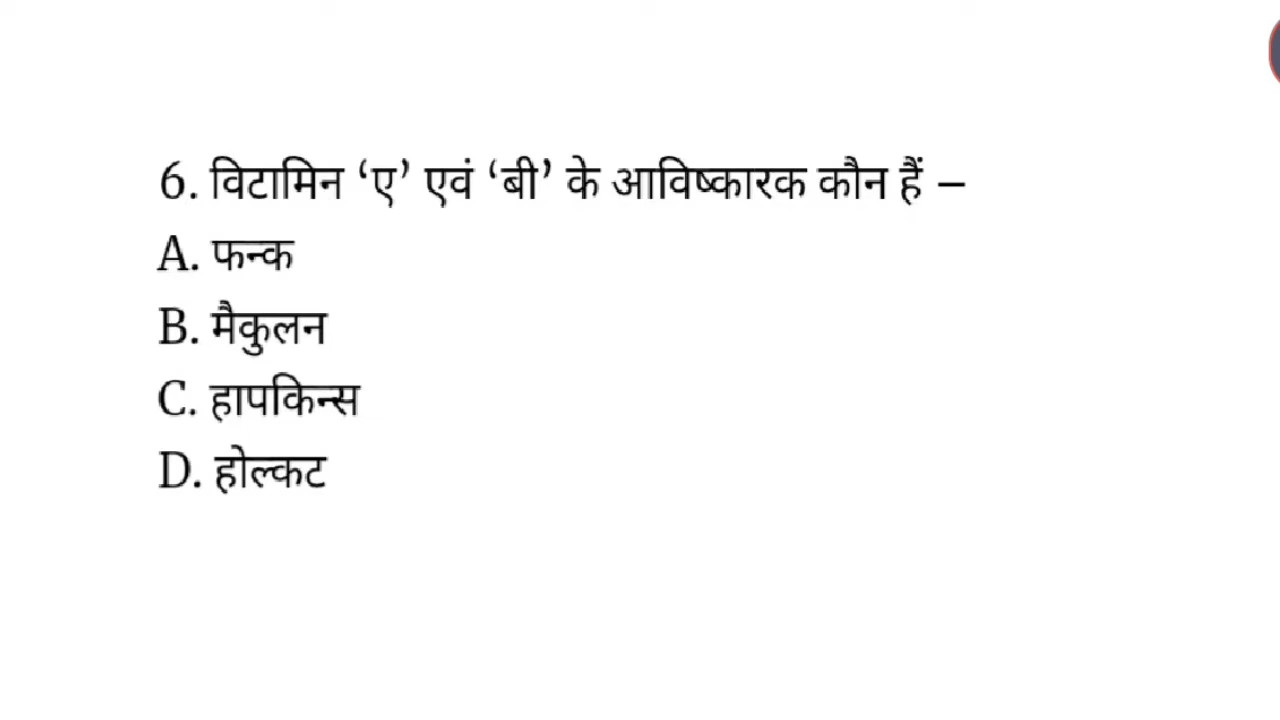 6. विटामिन ‘ए’ एवं ‘बी’ के आविष्कारक कौन हैं –
A. फन्क
B. मैकुलन
C. हापकिन्स
D. होल्कट